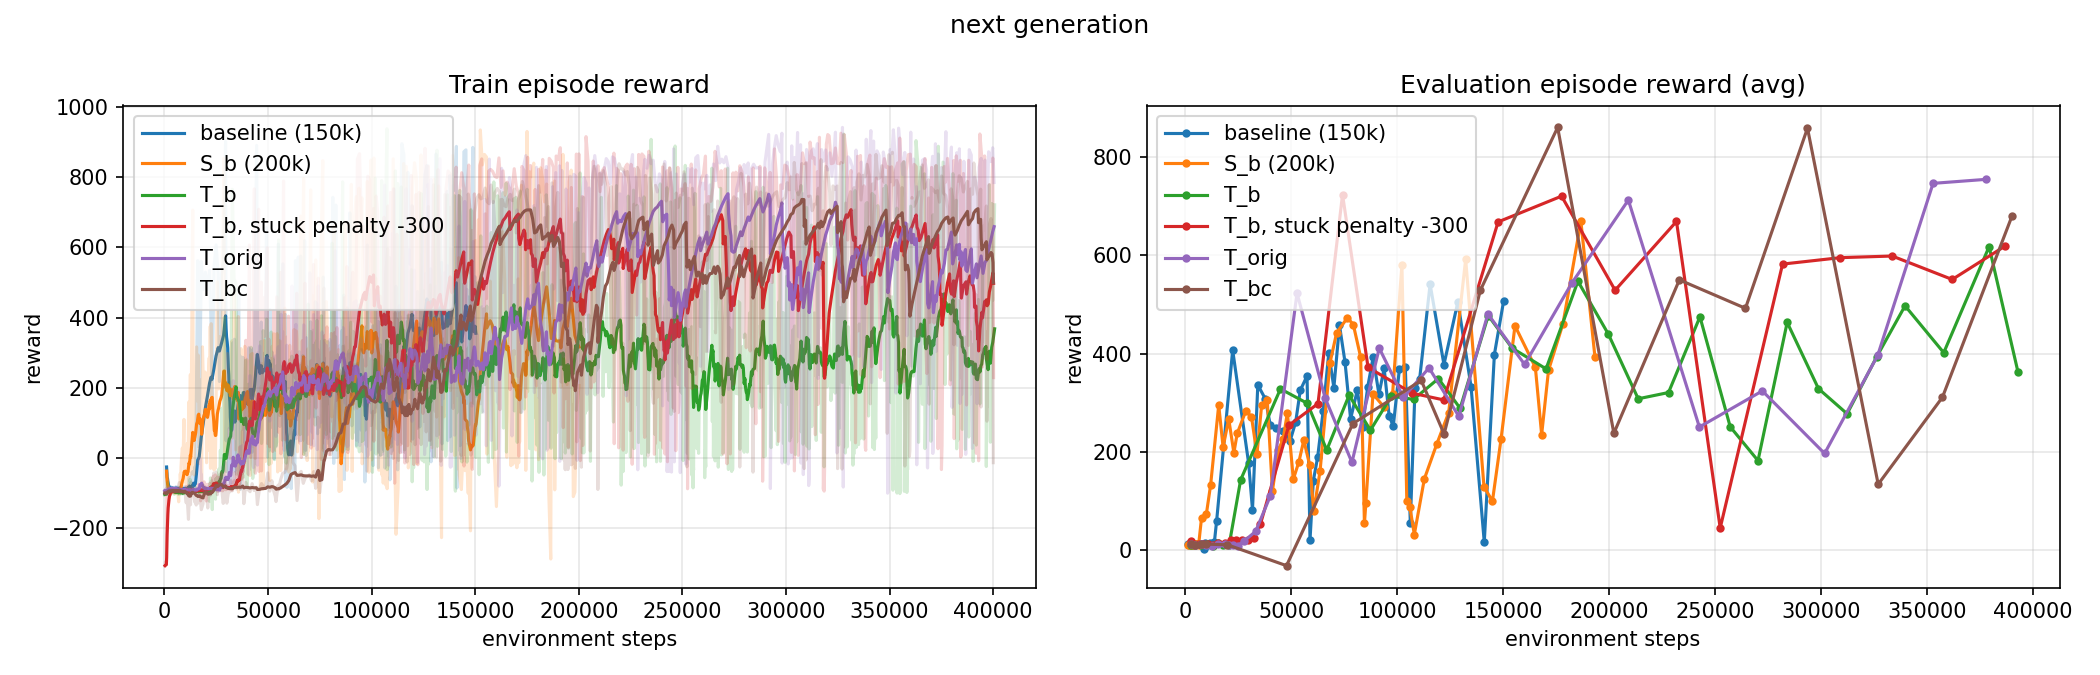 next generation
Train episode reward
1000
800
600
400
200
0
−200
reward
0
50000
100000
150000
200000
250000
300000
350000
400000
environment steps
baseline (150k)
S_b (200k)
T_b
T_b, stuck penalty -300
T_orig
T_bc
Evaluation episode reward (avg)
800
600
400
200
0
reward
0
50000
100000
150000
200000
250000
300000
350000
400000
environment steps
baseline (150k)
S_b (200k)
T_b
T_b, stuck penalty -300
T_orig
T_bc